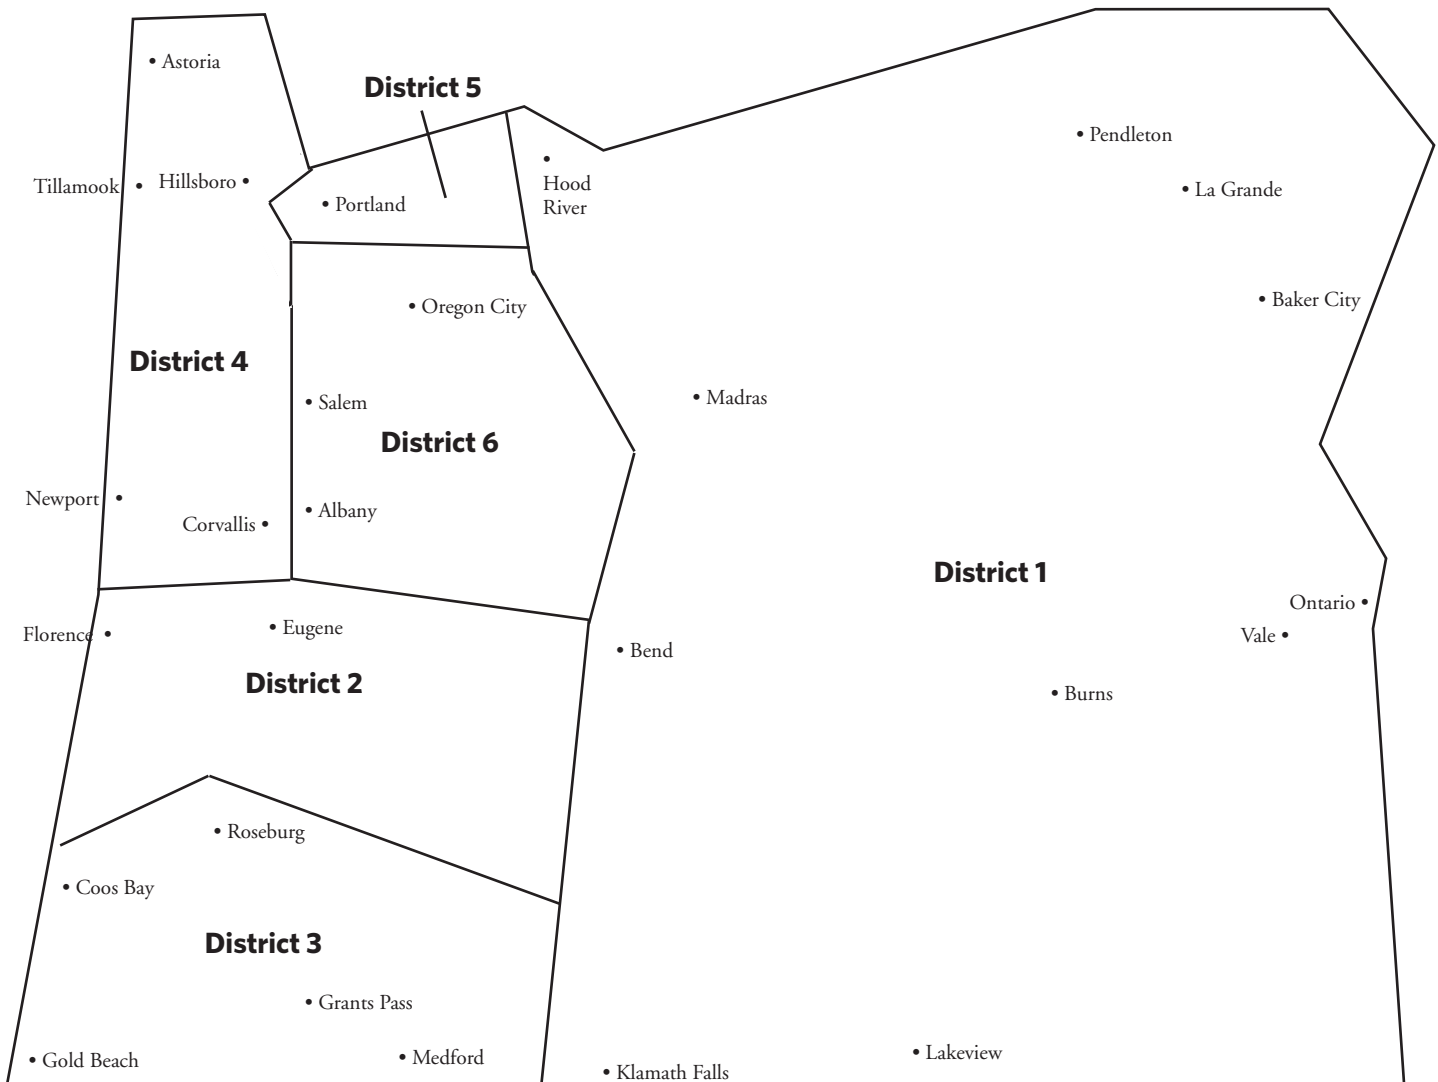 Astoria
District 5
Pendleton
Tillamook
Hillsboro
Hood
River
La Grande
Portland
Baker City
Oregon City
District 4
Madras
Salem
District 6
Newport
Albany
Corvallis
District 1
Ontario
Florence
Eugene
Vale
Bend
District 2
Burns
Roseburg
Coos Bay
District 3
Grants Pass
Lakeview
Medford
Gold Beach
Klamath Falls